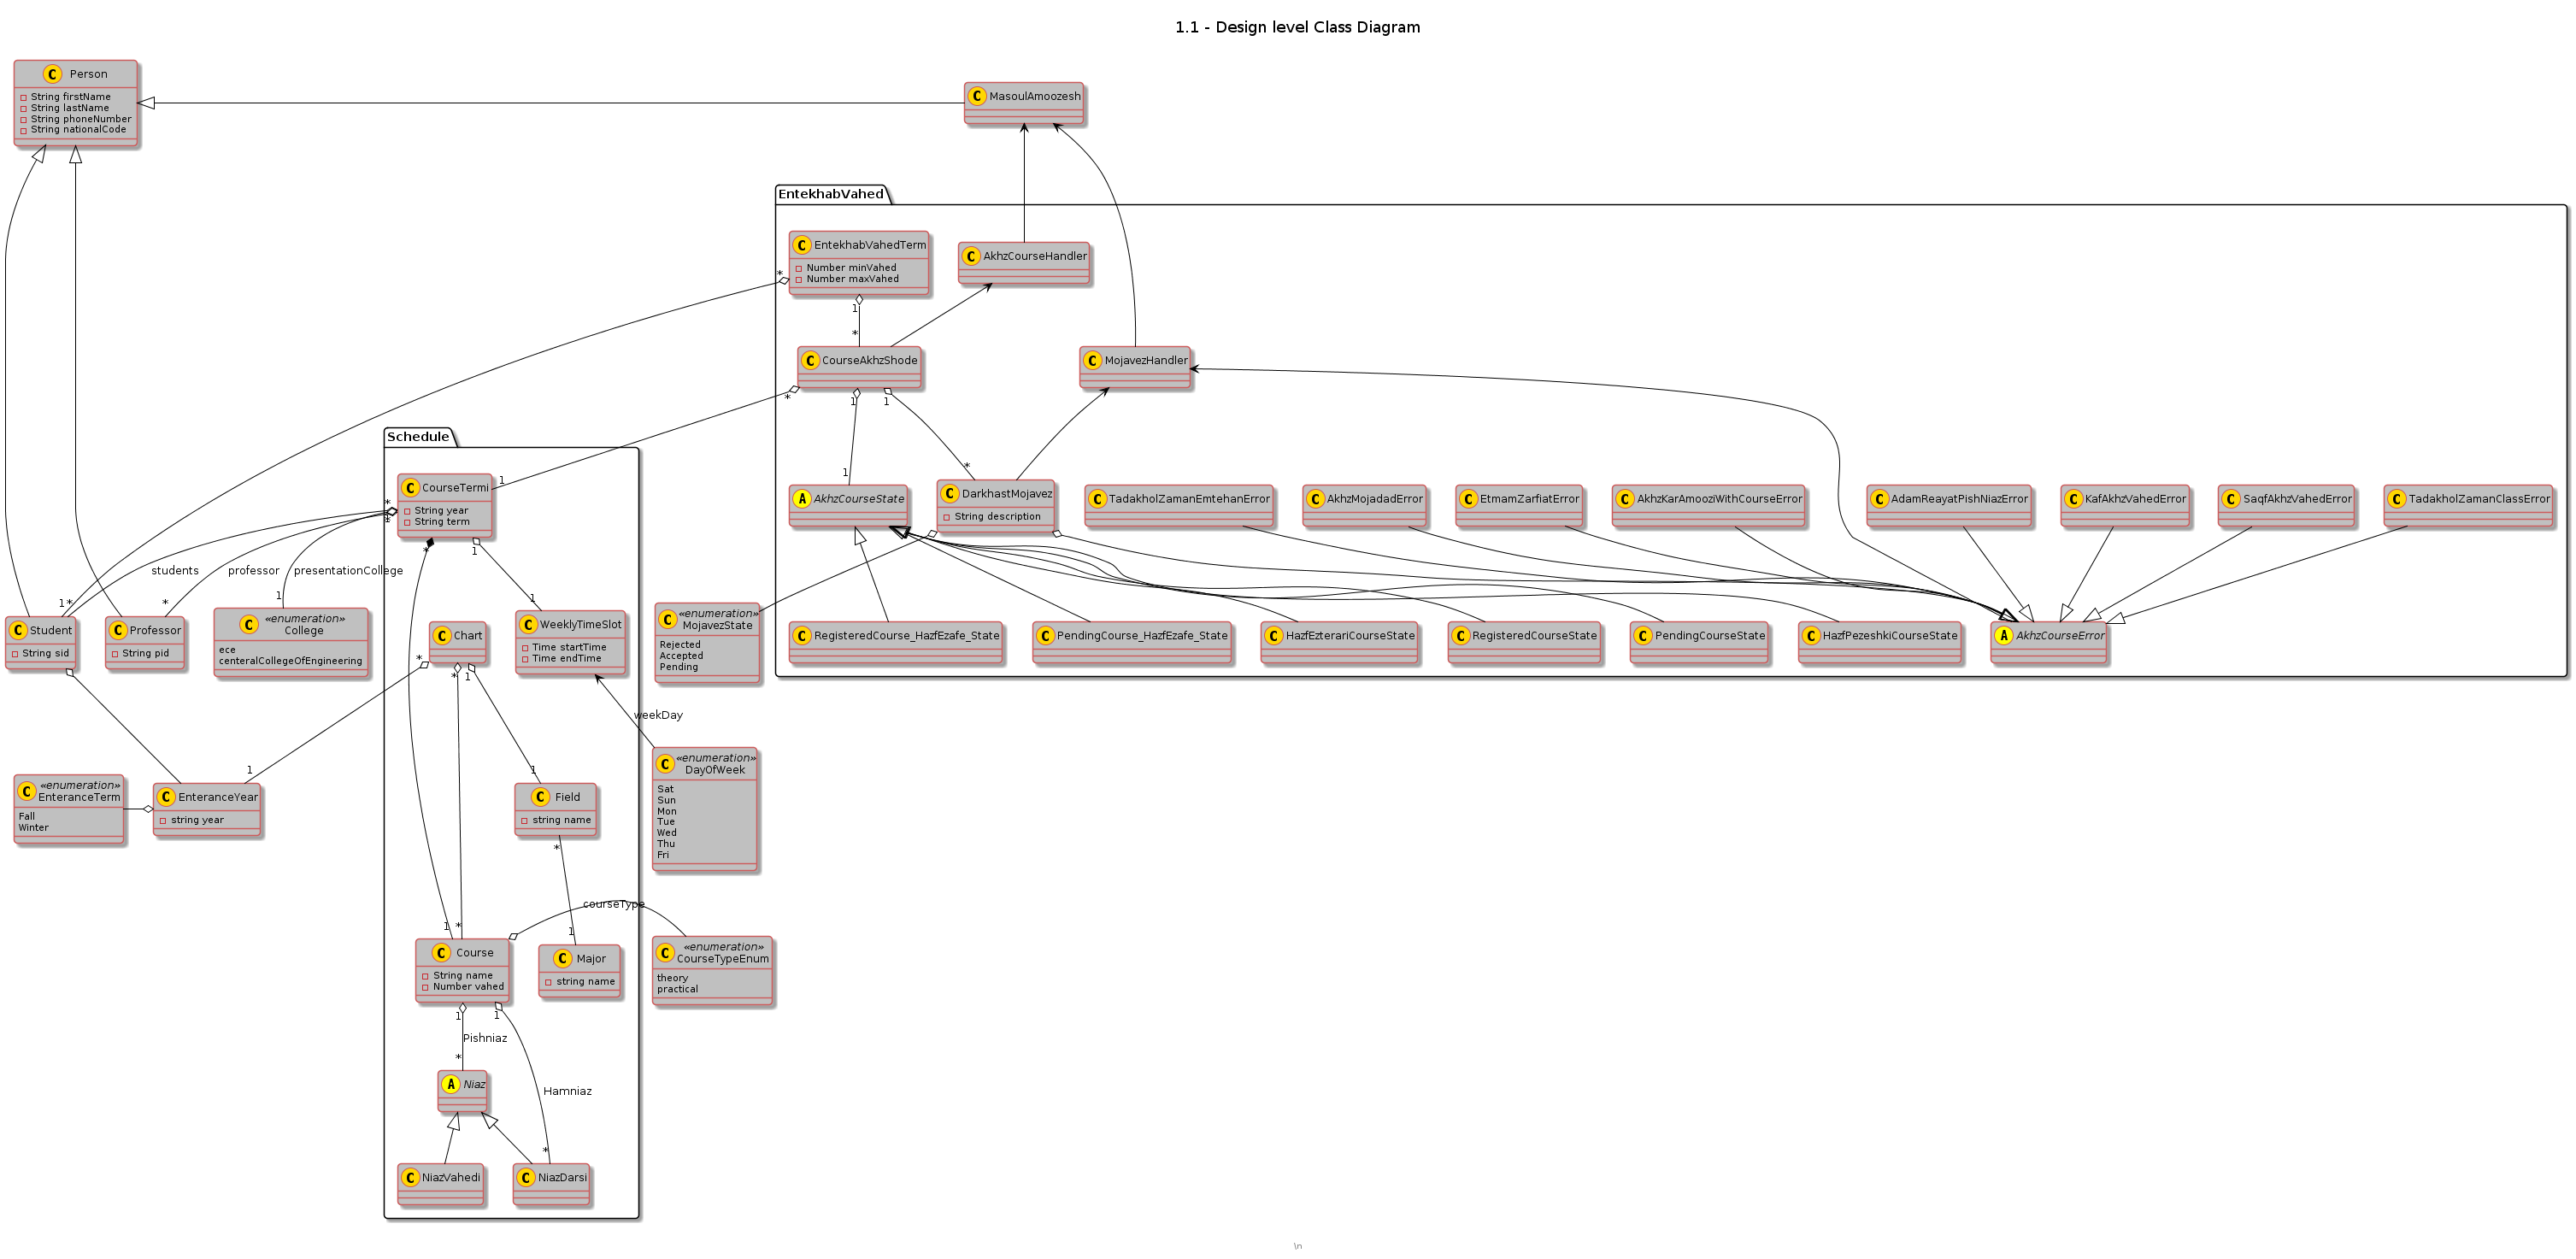 1.1 - Design level Class Diagram
C Person
String firstName
String lastName
String phoneNumber
String nationalCode
C MasoulAmoozesh
EntekhabVahed
C EntekhabVahedTerm
Number minVahed
Number maxVahed
C AkhzCourseHandler
*
1
*
C CourseAkhzShode
C MojavezHandler
*
1
1
Schedule
1
*
C CourseTermi
String year
String term
1
*
*
*
1
A AkhzCourseState
C DarkhastMojavez
String description
C TadakholZamanEmtehanError
C AkhzMojadadError
C EtmamZarfiatError
C AkhzKarAmooziWithCourseError
C AdamReayatPishNiazError
C KafAkhzVahedError
C SaqfAkhzVahedError
C TadakholZamanClassError
students
professor
presentationCollege
1
*
*
1
1
C Student
String sid
C Professor
String pid
C «enumeration»
College
ece
centeralCollegeOfEngineering
C Chart
C WeeklyTimeSlot
Time startTime
Time endTime
C «enumeration»
MojavezState
Rejected
Accepted
Pending
C RegisteredCourse_HazfEzafe_State
C PendingCourse_HazfEzafe_State
C HazfEzterariCourseState
C RegisteredCourseState
C PendingCourseState
C HazfPezeshkiCourseState
A AkhzCourseError
*
*
1
weekDay
1
1
C «enumeration»
EnteranceTerm
Fall
Winter
C EnteranceYear
string year
C Field
string name
C «enumeration»
DayOfWeek
Sat
Sun
Mon
Tue
Wed
Thu
Fri
*
courseType
1
*
1
C Course
String name
Number vahed
C Major
string name
C «enumeration»
CourseTypeEnum
theory
practical
1
1
Pishniaz
*
A Niaz
Hamniaz
*
C NiazVahedi
C NiazDarsi
\n